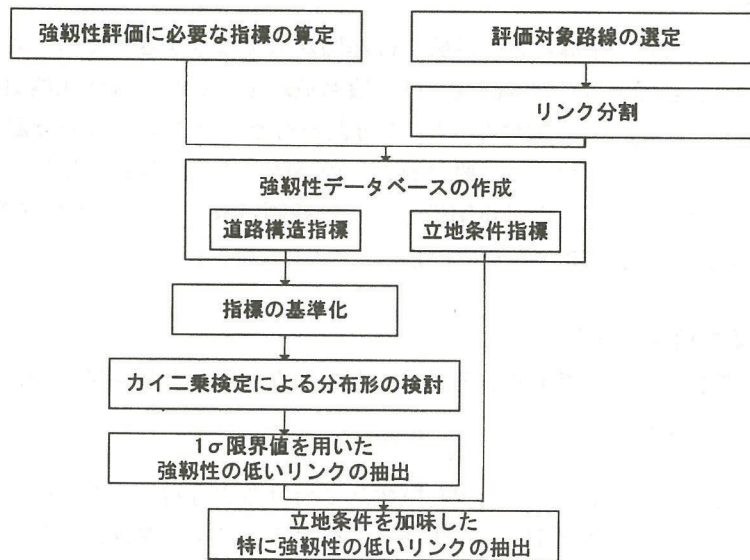 強靱性評価に必要な指標の算定
評価対象路線の選定
リンク分割
強靱性データベースの作成
道路構造指標
立地条件指標
指標の基準化
カイ二乗検定による分布形の検討
1σ限界値を用いた
強靱性の低いリンクの抽出
立地条件を加味した
特に強靱性の低いリンクの抽出